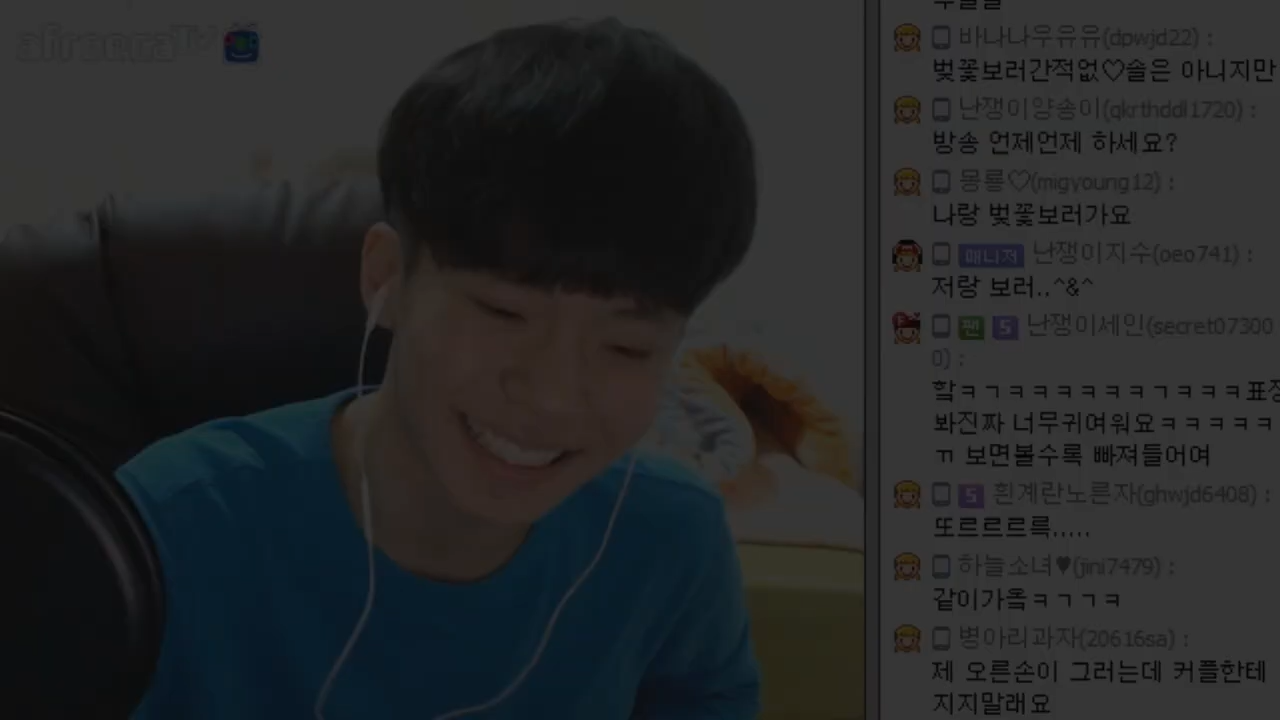 afreecaTV
바나나우유유(dpwjd22) :
벚꽃보러간적없♡술은 아니지만
난쟁이양송이(qkrthddl1720) :
방송 언제언제 하세요?
몽룡♡(migyoung12) :
나랑 벚꽃보러가요
매니저 난쟁이지수(oeo741) :
저랑 보러..^&^
팬 5 난쟁이세인(secret07300
0) :
핰ㅋㄱㅋㅋㅋㅋㅋㅋㄱㅋㅋㅋ표정
봐진짜 너무귀여워요ㅋㅋㅋㅋㅋ
ㄲ 보면볼수록 빠져들어여
5 흰계란노른자(ghwjd6408) :
또르르르륵.....
하늘소녀♥(jini7479) :
같이가욬ㅋㄱㄱㅋ
병아리과자(20616sa) :
제 오른손이 그러는데 커플한테
지지말래요